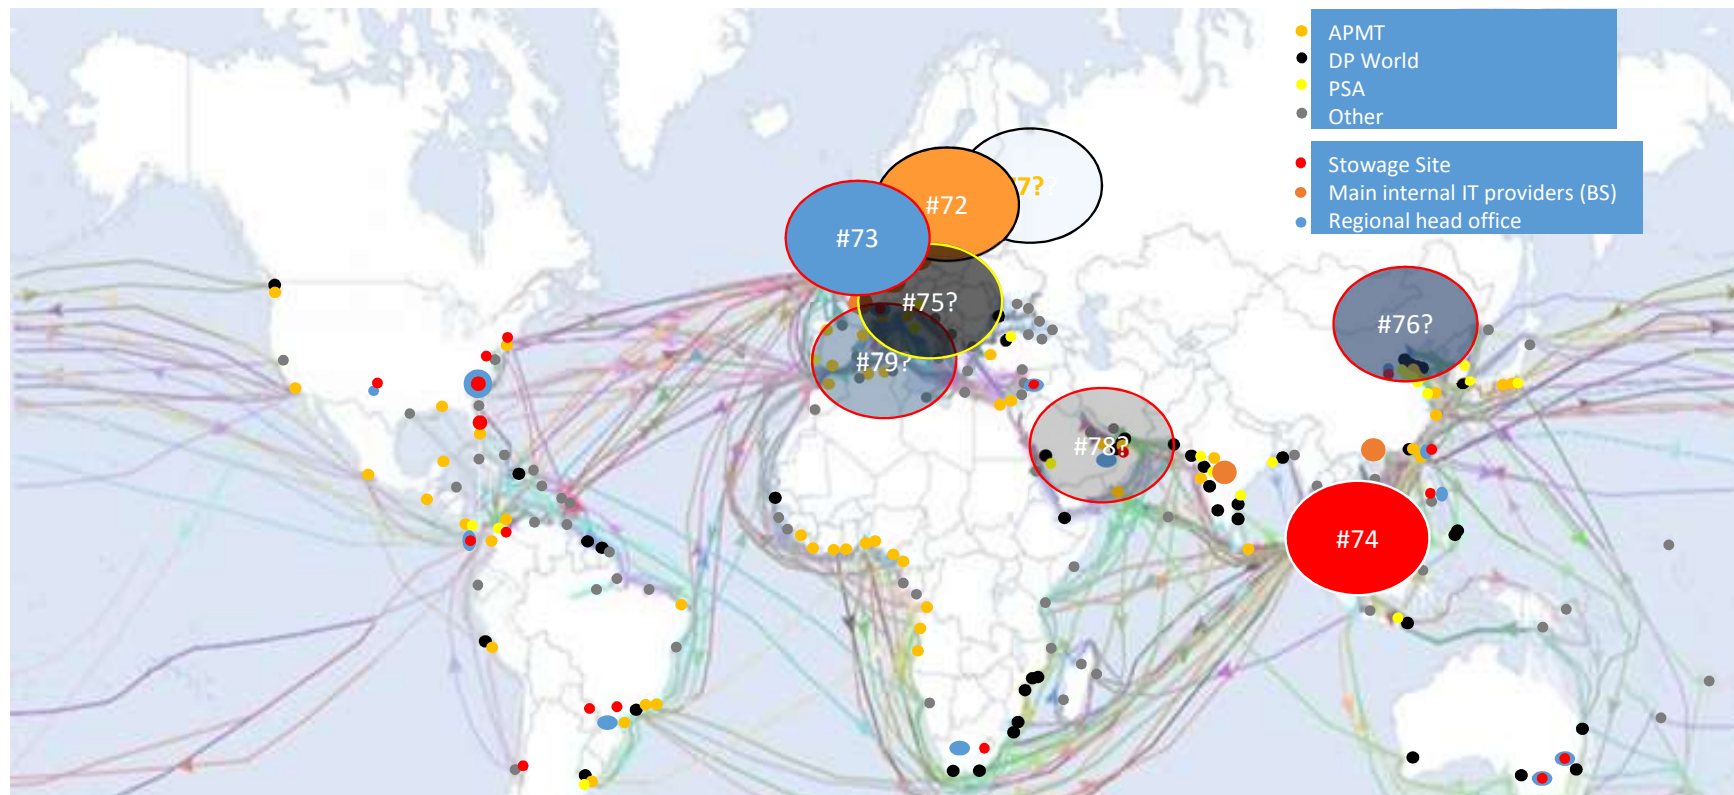 APMT
DP World
PSA
Other
Stowage Site
Main internal IT providers (BS)
Regional head office
7?
#72
#73
#75?
#76?
#79?
#78?
#74